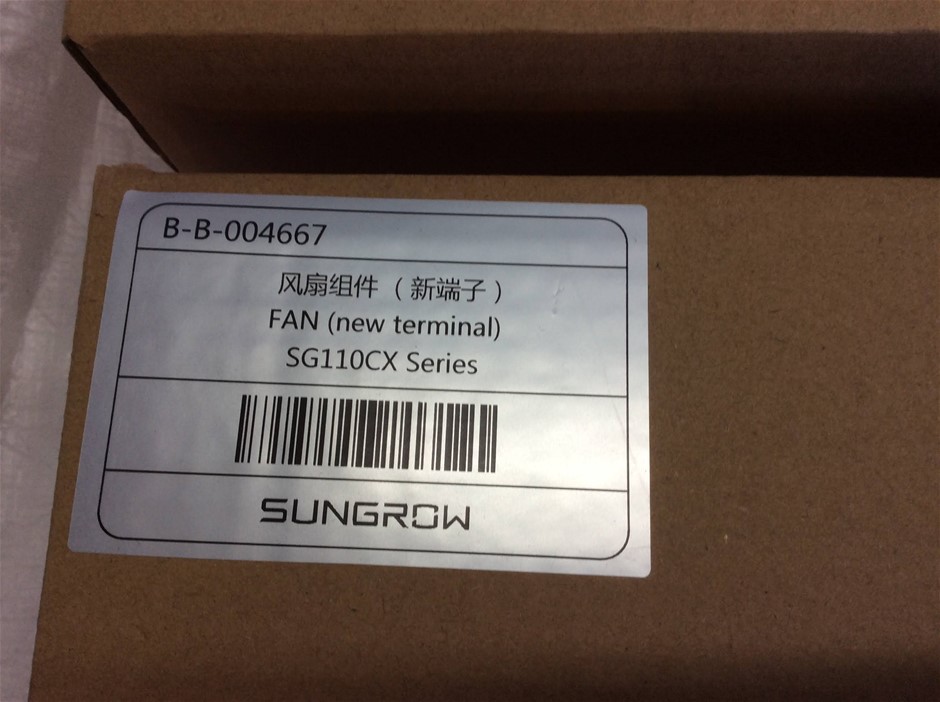 B-B-004667
风扇组件（新端子）
FAN (new terminal)
SG110CX Series
SUNGROW